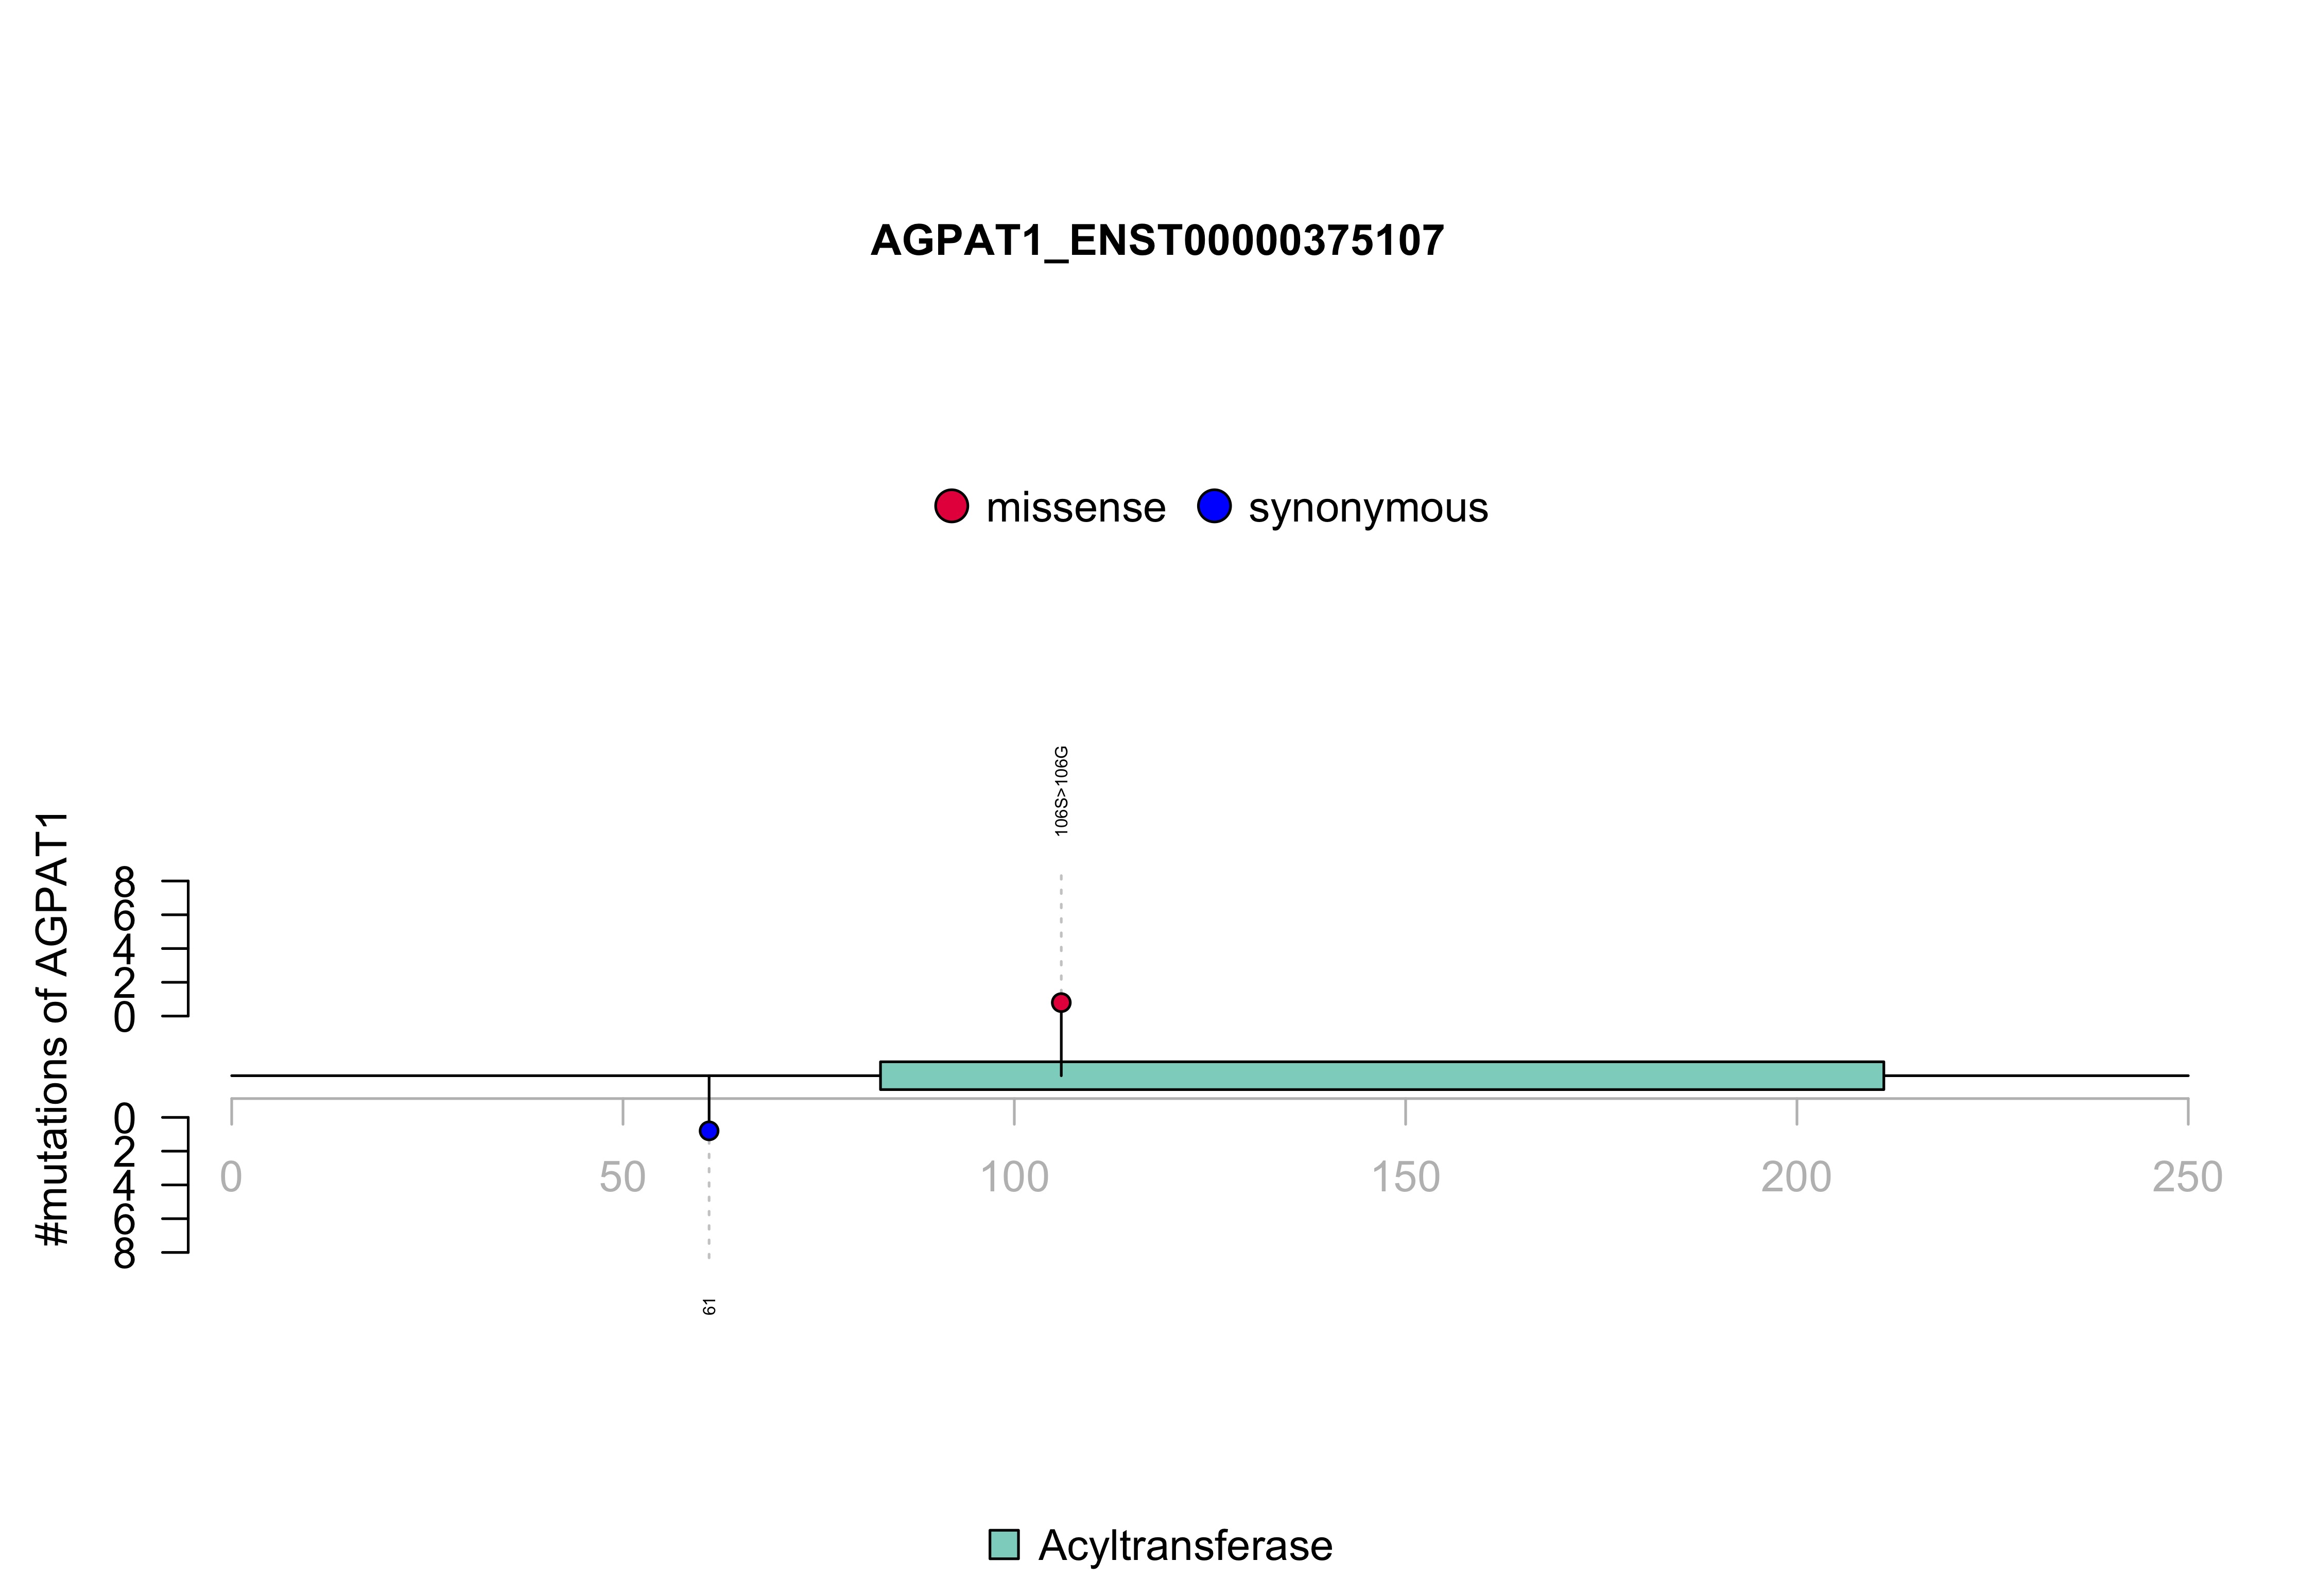 AGPAT1_ENST00000375107
missense synonymous
106S>106G
#mutations of AGPAT1
8
6
4
2
0
0
2
4
6
8
0 50 100 150 200 250
61
Acyltransferase